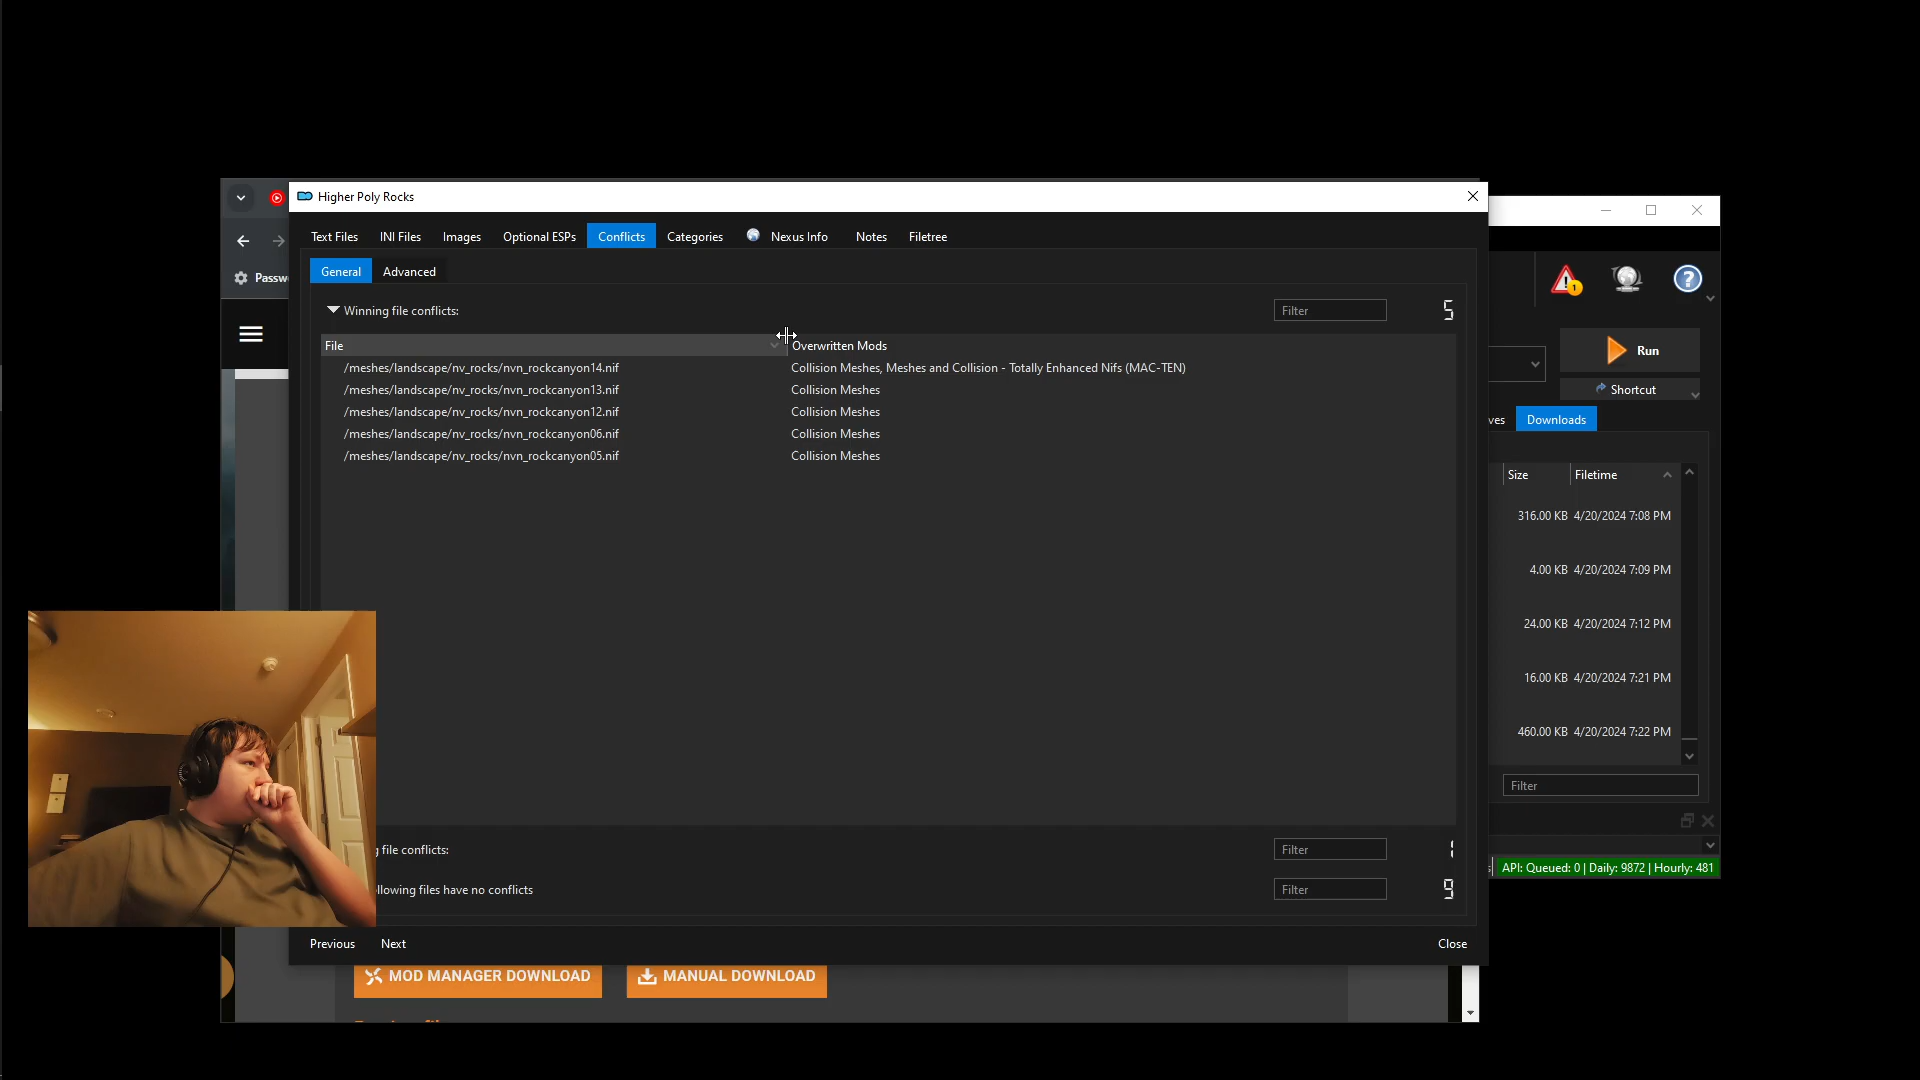 Higher Poly Rocks
Text Files INI Files Images Optional ESPs Conflicts Categories Nexus Info Notes Filetree
Passw
General Advanced
Winning file conflicts: Filter 5
File Overwritten Mods
/meshes/landscape/nv_rocks/nvn_rockcanyon14.nif Collision Meshes, Meshes and Collision - Totally Enhanced Nifs (MAC-TEN)
/meshes/landscape/nv_rocks/nvn_rockcanyon13.nif Collision Meshes
/meshes/landscape/nv_rocks/nvn_rockcanyon12.nif Collision Meshes
/meshes/landscape/nv_rocks/nvn_rockcanyon06.nif Collision Meshes
/meshes/landscape/nv_rocks/nvn_rockcanyon05.nif Collision Meshes
g file conflicts: Filter 1
ollowing files have no conflicts Filter 9
Previous Next Close
MOD MANAGER DOWNLOAD MANUAL DOWNLOAD
1
?
Run
Shortcut
ves Downloads
Size Filetime
316.00 KB 4/20/2024 7:08 PM
4.00 KB 4/20/2024 7:09 PM
24.00 KB 4/20/2024 7:12 PM
16.00 KB 4/20/2024 7:21 PM
460.00 KB 4/20/2024 7:22 PM
Filter
s API: Queued: 0 | Daily: 9872 | Hourly: 481